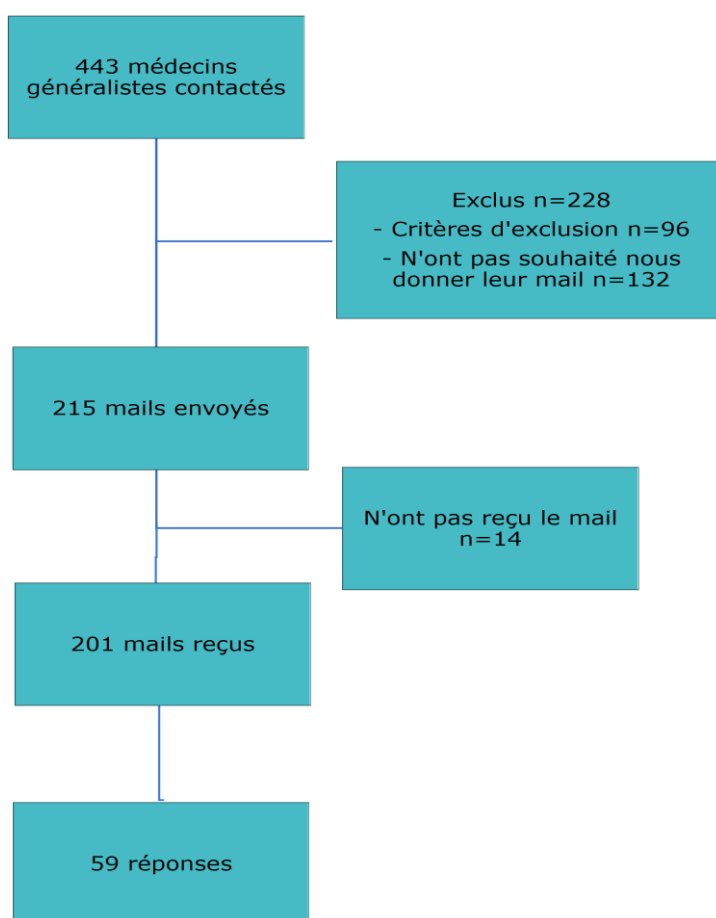 443 médecins
généralistes contactés
Exclus n=228
- Critères d'exclusion n=96
- N'ont pas souhaité nous
donner leur mail n=132
215 mails envoyés
N'ont pas reçu le mail
n=14
201 mails reçus
59 réponses